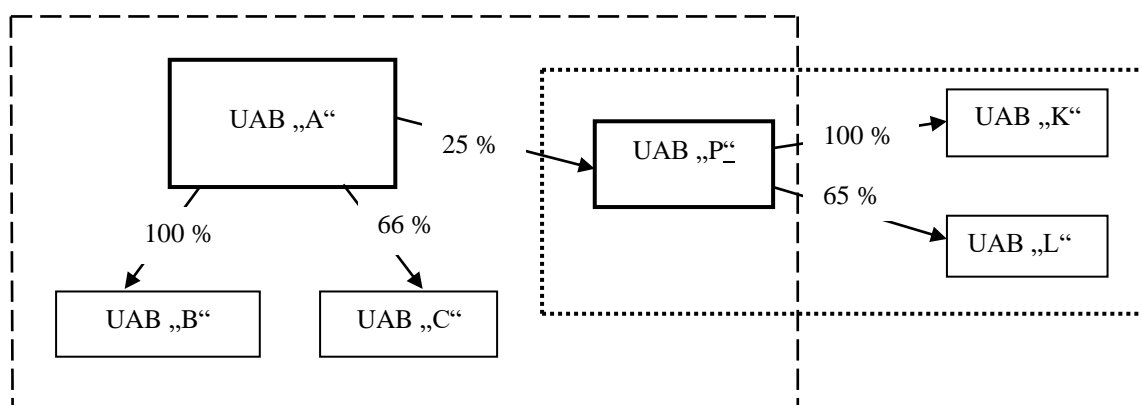 UAB „A“
25 %
UAB „P“
100 %
UAB „K“
65 %
UAB „L“
100 %
66 %
UAB „B“
UAB „C“